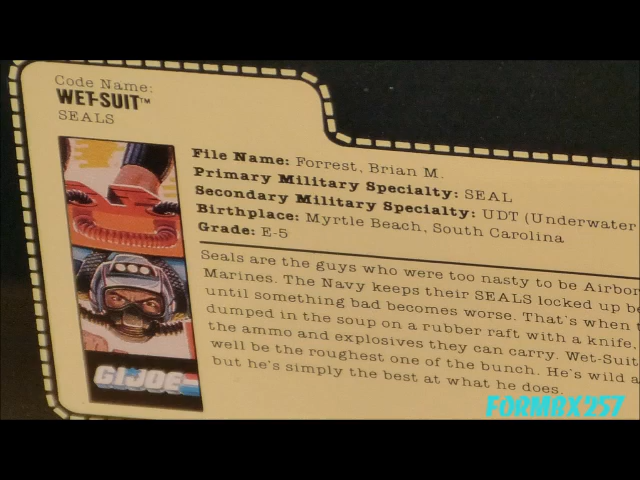 Code Name:
WET-SUIT™
SEALS
File Name: Forrest, Brian M.
Primary Military Specialty: SEAL
Secondary Military Specialty: UDT (Underwater
Birthplace: Myrtle Beach, South Carolina
Grade: E-5
Seals are the guys who were too nasty to be Airbor
Marines. The Navy keeps their SEALS locked up be
until something bad becomes worse. That's when t
dumped in the soup on a rubber raft with a knife,
the ammo and explosives they can carry. Wet-Suit
well be the roughest one of the bunch. He's wild a
but he's simply the best at what he does.
G.I. JOE
FORMBX'257